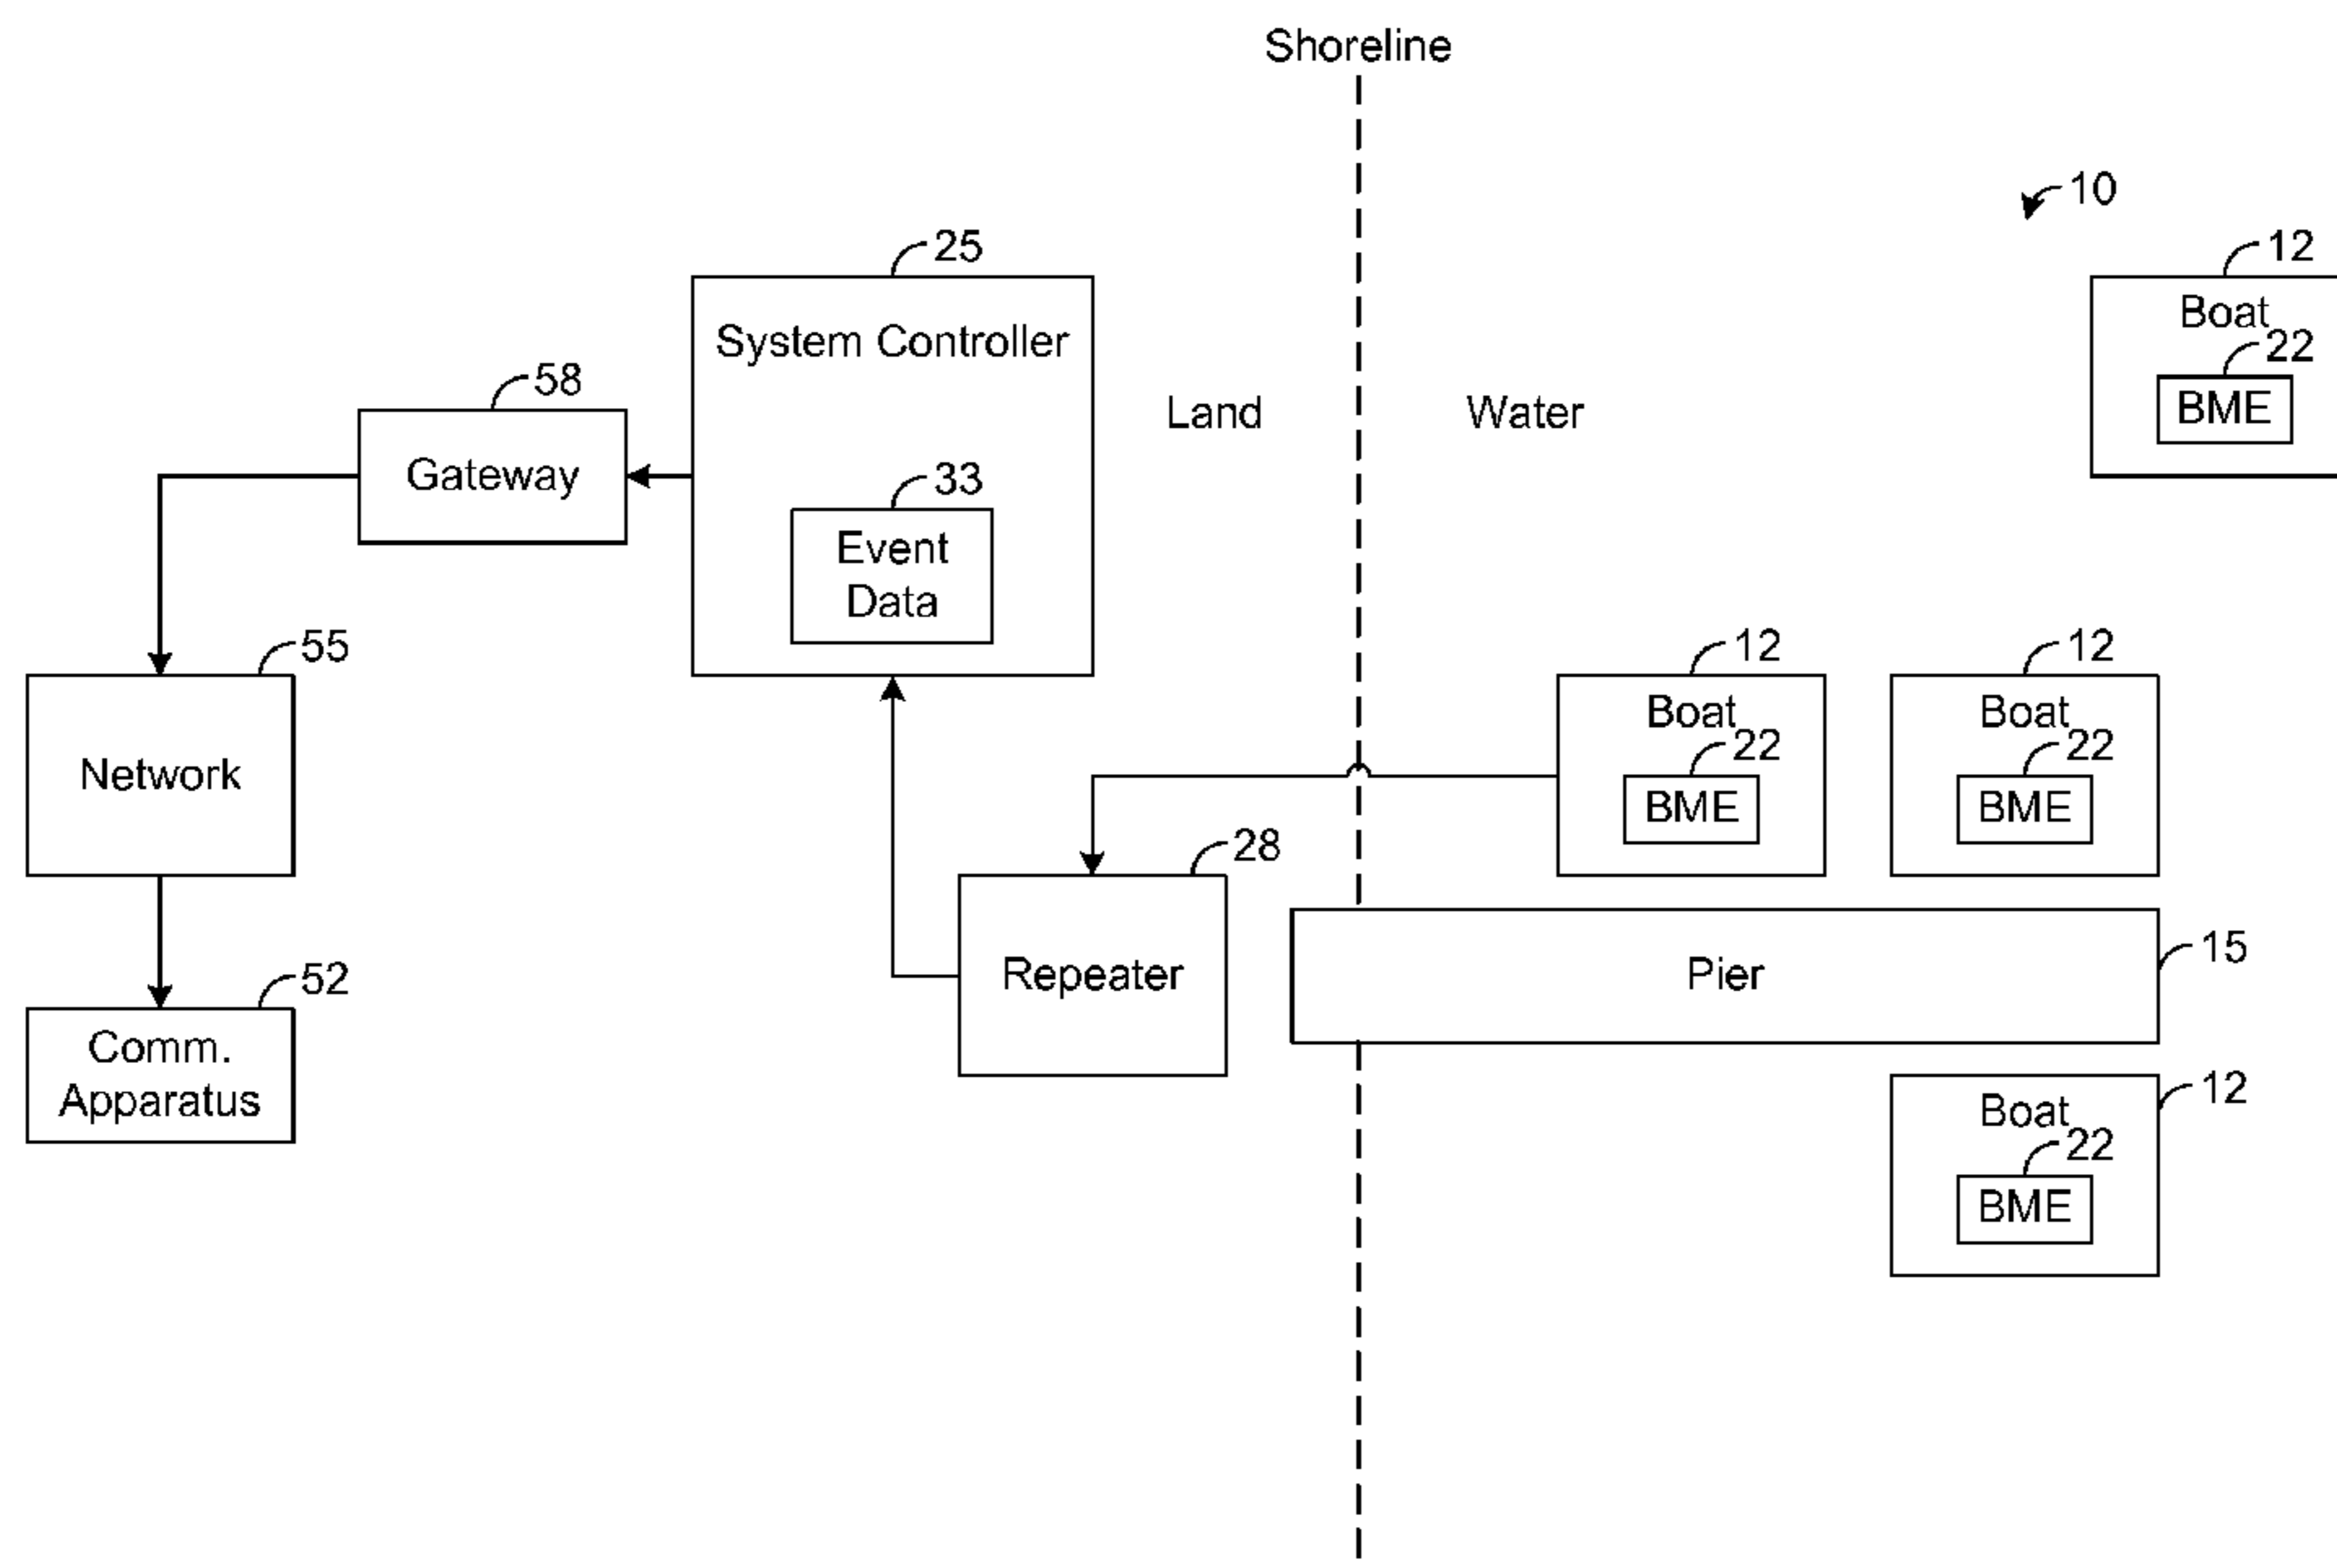 Shoreline
10
25
12
System Controller
Boat
58
22
Land
Water
BME
Gateway
33
Event
Data
55
12
12
Boat
Boat
22
22
Network
BME
BME
28
15
Repeater
Pier
52
Comm.
Apparatus
12
Boat
22
BME